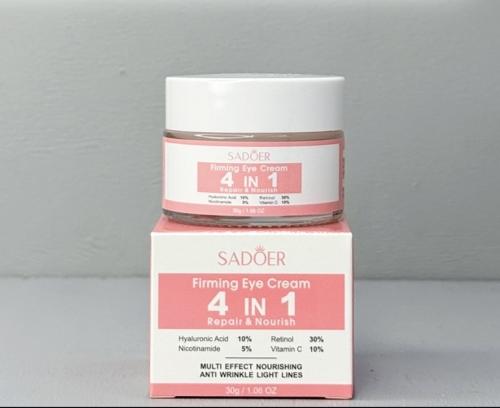 SADOER
Firming Eye Cream
4 IN 1
Repair & Nourish
Hyaluronic Acid 10% Retinol 30%
Nicotinamide 5% Vitamin C 10%
30g / 1.06 OZ
SADOER
Firming Eye Cream
4 IN 1
Repair & Nourish
Hyaluronic Acid 10% Retinol 30%
Nicotinamide 5% Vitamin C 10%
MULTI EFFECT NOURISHING
ANTI WRINKLE LIGHT LINES
30g / 1.06 OZ